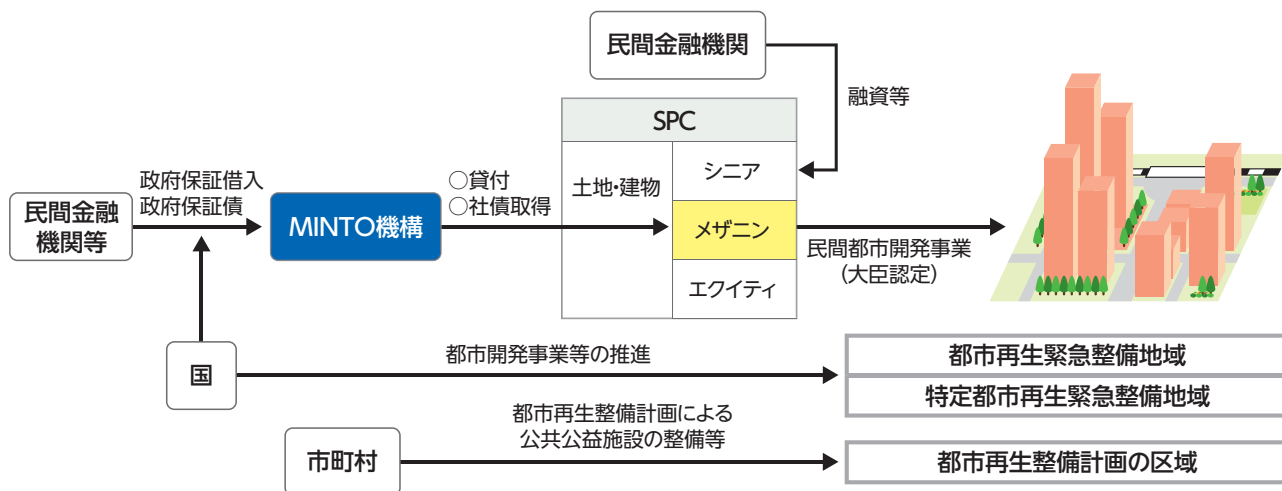 民間金融機関
融資等
SPC
土地・建物
シニア
メザニン
エクイティ
政府保証借入
政府保証債
○貸付
○社債取得
民間金融
機関等
MINTO機構
民間都市開発事業
(大臣認定)
国
都市開発事業等の推進
都市再生緊急整備地域
特定都市再生緊急整備地域
市町村
都市再生整備計画による
公共公益施設の整備等
都市再生整備計画の区域